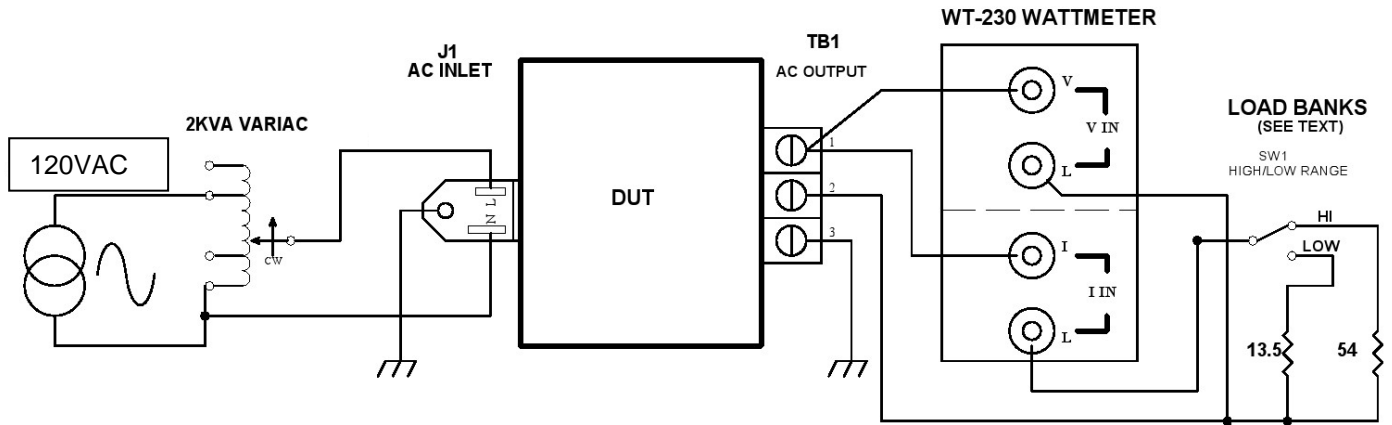 WT-230 WATTMETER
J1
AC INLET
TB1
AC OUTPUT
2KVA VARIAC
120VAC
CW
L
N
DUT
1
2
3
V
V IN
L
I
I IN
L
LOAD BANKS
(SEE TEXT)
SW1
HIGH/LOW RANGE
HI
LOW
13.5
54